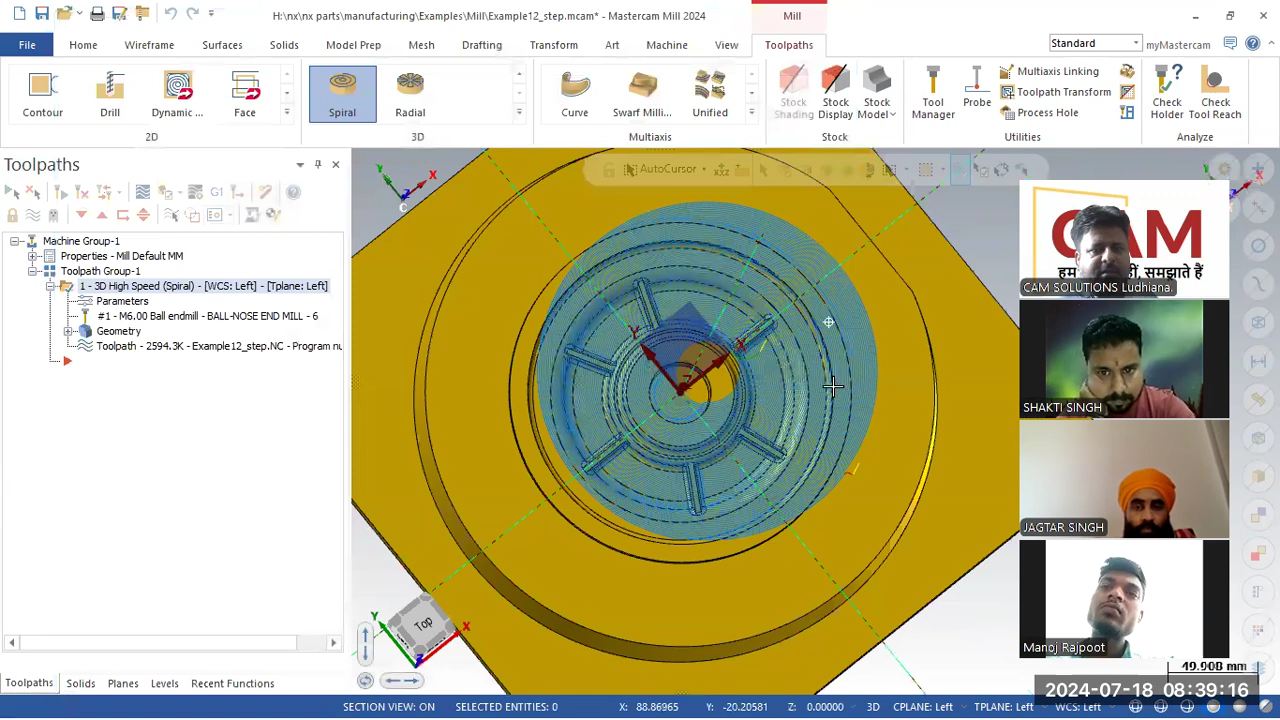 H:\nx\nx parts\manufacturing\Examples\Mill\Example12_step.mcam* - Mastercam Mill 2024
Mill
File
Home
Wireframe
Surfaces
Solids
Model Prep
Mesh
Drafting
Transform
Art
Machine
View
Toolpaths
Standard
myMastercam
Contour
Drill
Dynamic ...
Face
2D
Spiral
Radial
3D
Curve
Swarf Milli...
Unified
Multiaxis
Stock Shading
Stock Display
Stock Model
Stock
Tool Manager
Probe
Multiaxis Linking
Toolpath Transform
Process Hole
Utilities
Check Holder
Check Tool Reach
Analyze
Toolpaths
G1
Machine Group-1
Properties - Mill Default MM
Toolpath Group-1
1 - 3D High Speed (Spiral) - [WCS: Left] - [Tplane: Left]
Parameters
#1 - M6.00 Ball endmill - BALL-NOSE END MILL - 6
Geometry
Toolpath - 2594.3K - Example12_step.NC - Program nu
Toolpaths
Solids
Planes
Levels
Recent Functions
AutoCursor
Y
X
Z
C
X
Y
X
Z
Top
Y
X
Z
CAM
हम
समझाते हैं
CAM SOLUTIONS Ludhiana.
SHAKTI SINGH
JAGTAR SINGH
Manoj Rajpoot
49.908 mm
2024-07-18 08:39:16
SECTION VIEW: ON
SELECTED ENTITIES: 0
X: 88.86965
Y: -20.20581
Z: 0.00000
3D
CPLANE: Left
TPLANE: Left
WCS: Left